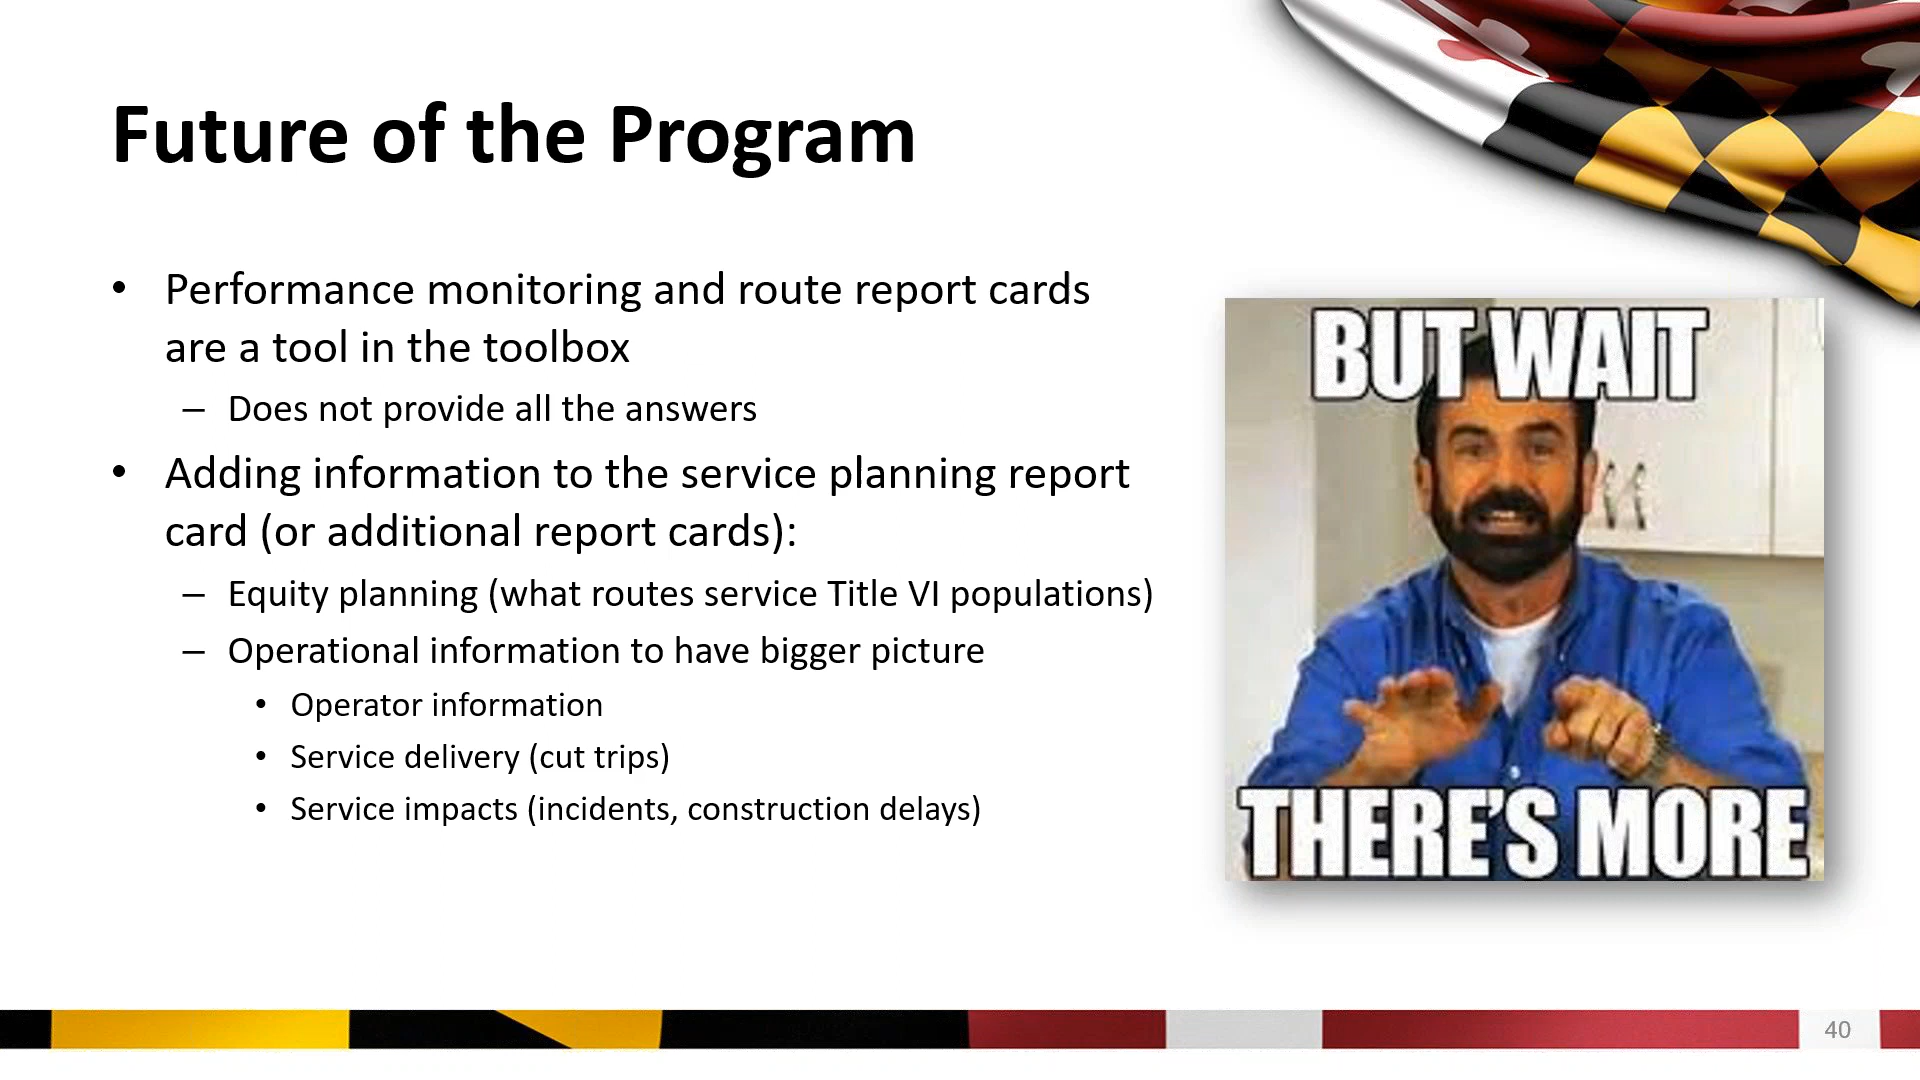 Future of the Program
• Performance monitoring and route report cards
are a tool in the toolbox
– Does not provide all the answers
• Adding information to the service planning report
card (or additional report cards):
– Equity planning (what routes service Title VI populations)
– Operational information to have bigger picture
• Operator information
• Service delivery (cut trips)
• Service impacts (incidents, construction delays)
BUT WAIT
THERE'S MORE
40